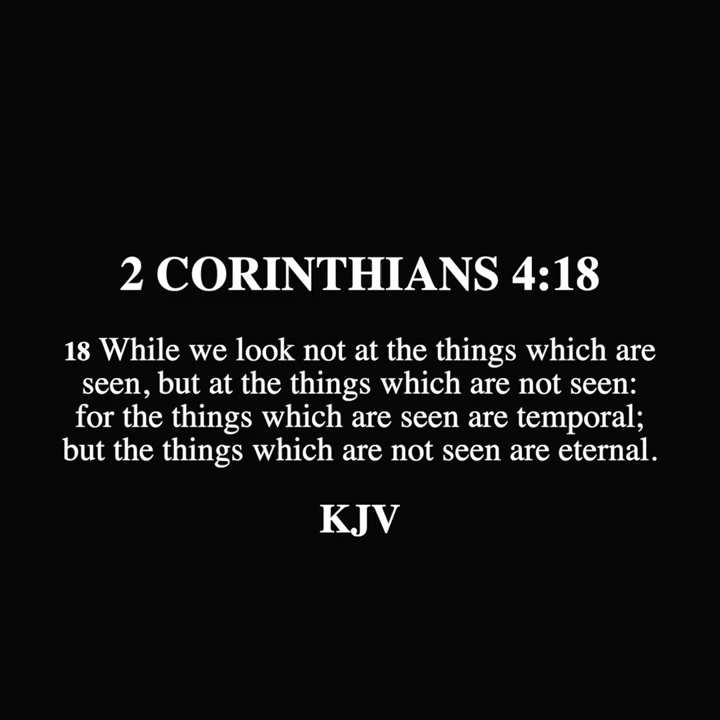 2 CORINTHIANS 4:18
18 While we look not at the things which are
seen, but at the things which are not seen:
for the things which are seen are temporal;
but the things which are not seen are eternal.
KJV